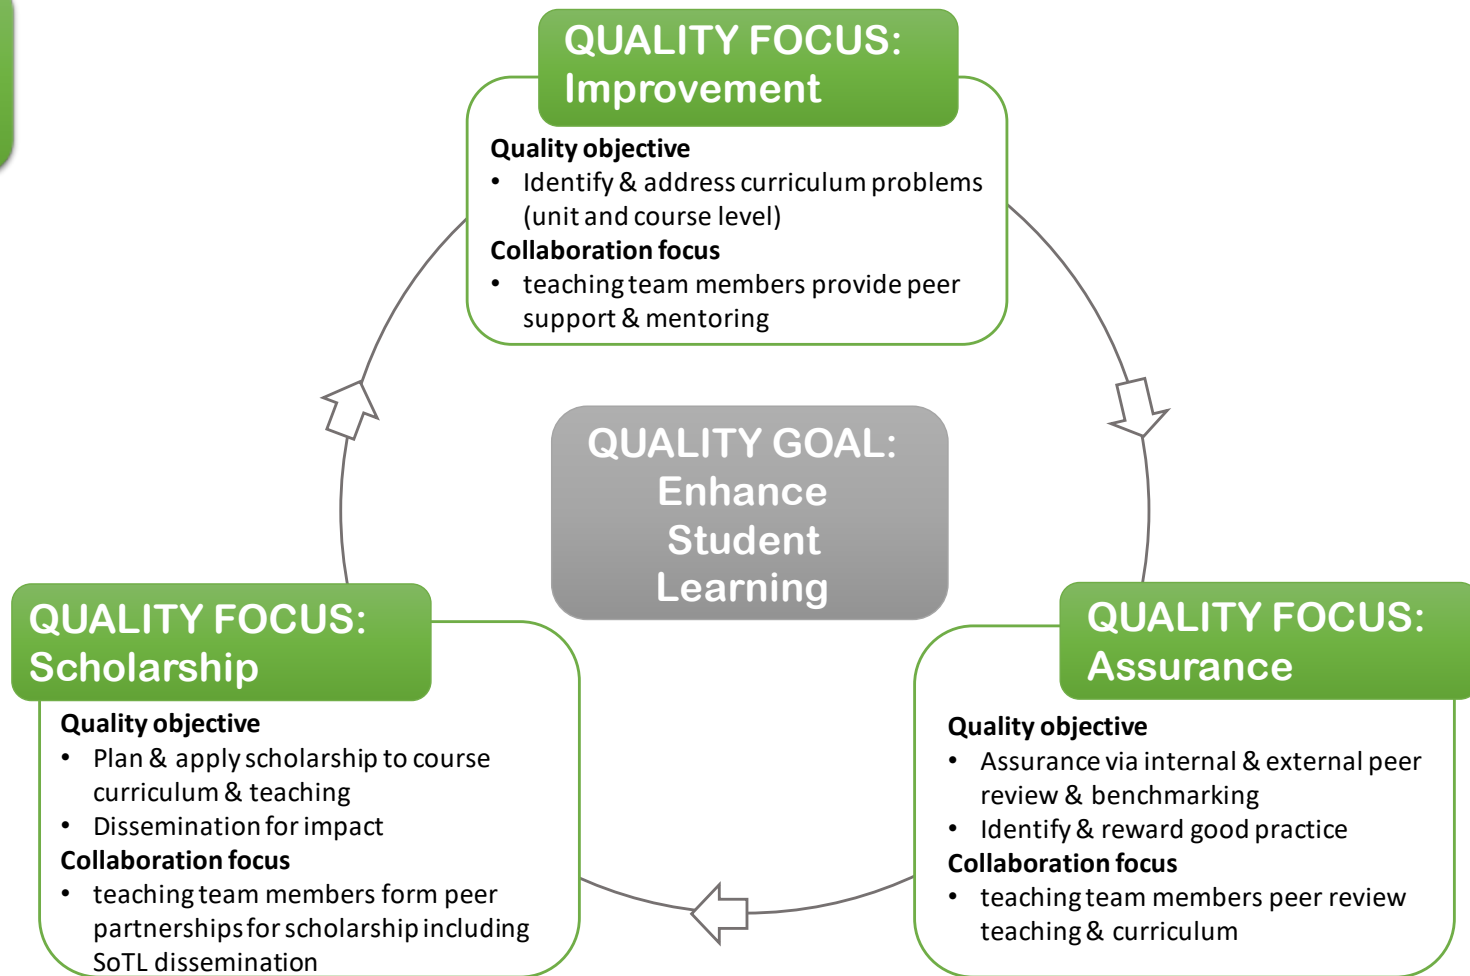 QUALITY FOCUS:
Improvement
Quality objective
• Identify & address curriculum problems
(unit and course level)
Collaboration focus
• teaching team members provide peer
support & mentoring
QUALITY GOAL:
Enhance
Student
Learning
QUALITY FOCUS:
Scholarship
Quality objective
• Plan & apply scholarship to course
curriculum & teaching
• Dissemination for impact
Collaboration focus
• teaching team members form peer
partnerships for scholarship including
SoTL dissemination
QUALITY FOCUS:
Assurance
Quality objective
• Assurance via internal & external peer
review & benchmarking
• Identify & reward good practice
Collaboration focus
• teaching team members peer review
teaching & curriculum